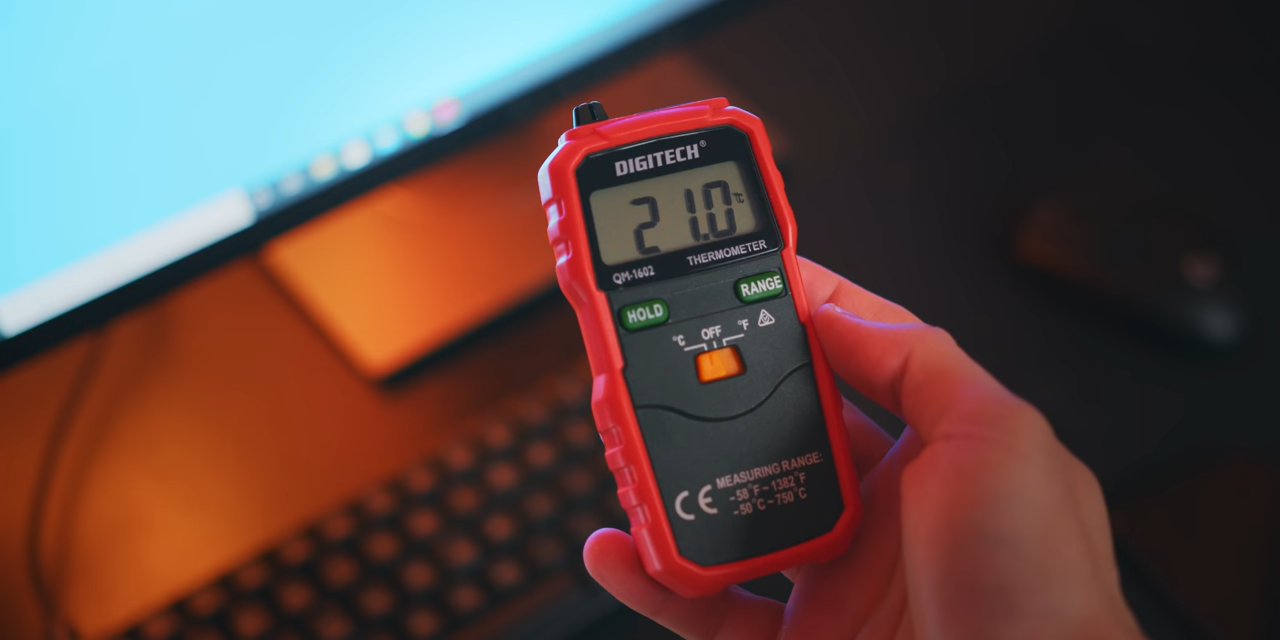 DIGITECH®
21.0 °C
QM-1602 THERMOMETER
HOLD RANGE
°C OFF °F
MEASURING RANGE:
-58°F ~ 1382°F
-50°C ~ 750°C
CE